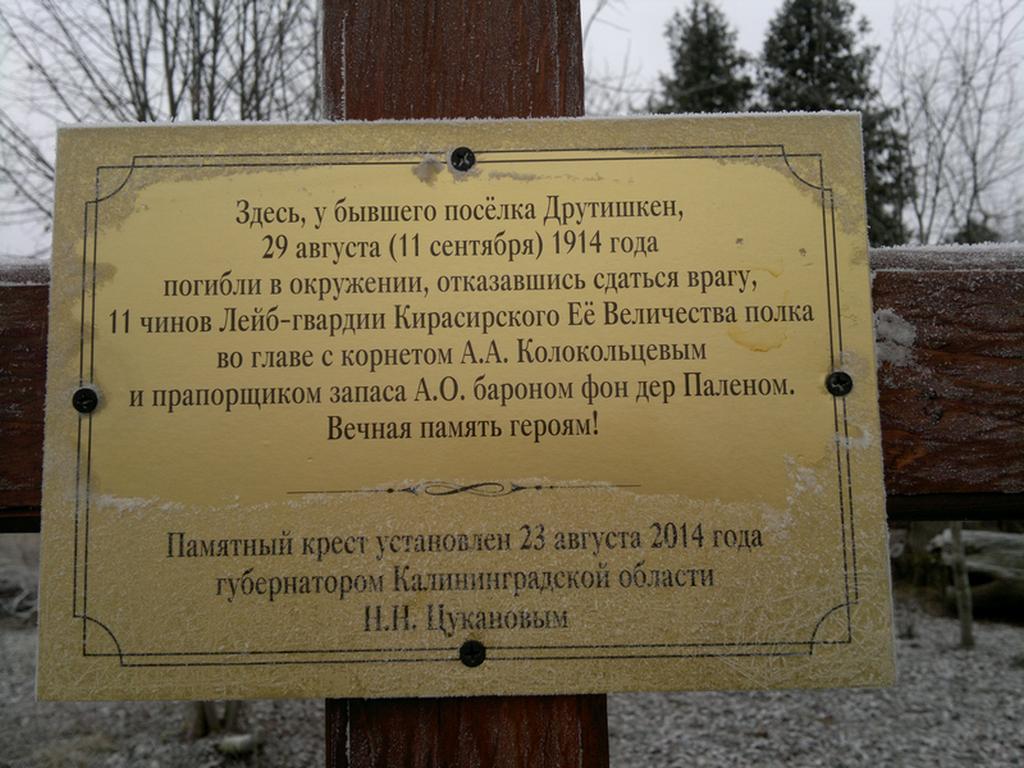 Здесь, у бывшего посёлка Друтишкен,
29 августа (11 сентября) 1914 года
погибли в окружении, отказавшись сдаться врагу,
11 чинов Лейб-гвардии Кирасирского Её Величества полка
во главе с корнетом А.А. Колокольцевым
и прапорщиком запаса А.О. бароном фон дер Паленом.
Вечная память героям!
Памятный крест установлен 23 августа 2014 года
губернатором Калининградской области
Н.Н. Цукановым